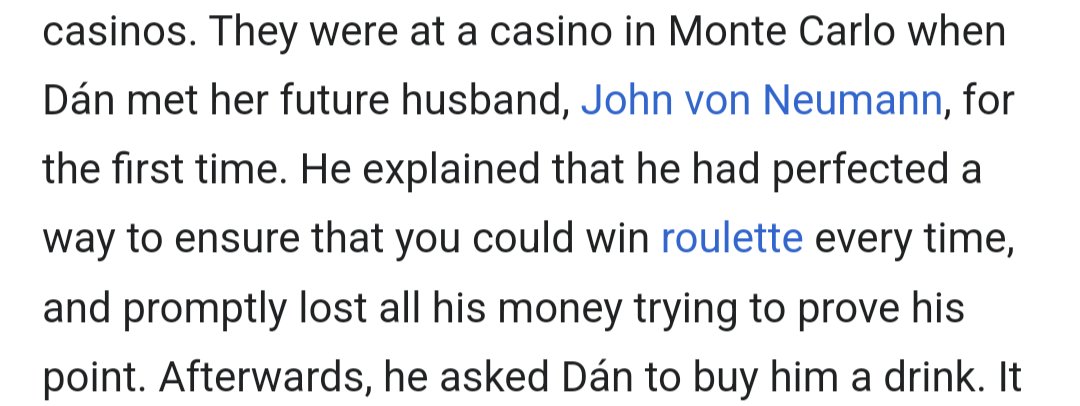 casinos. They were at a casino in Monte Carlo when
Dán met her future husband, John von Neumann, for
the first time. He explained that he had perfected a
way to ensure that you could win roulette every time,
and promptly lost all his money trying to prove his
point. Afterwards, he asked Dán to buy him a drink. It